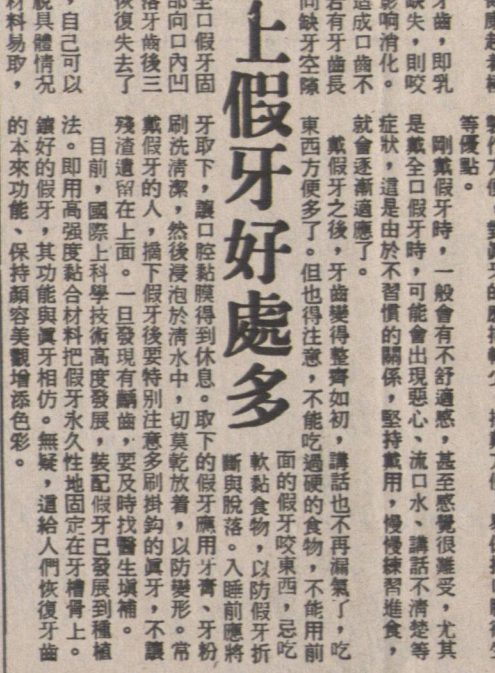 牙齒，即乳
缺失，則咬
影響消化。
造成口齒不
若有牙齒長
向缺牙空隙
上假牙好處多
全口假牙固
部向口內凹
落牙齒後三
恢復失去了
，自己可以
具體情況
材料易取，
等優點。
剛戴假牙時，一般會有不舒適感，甚至感覺很難受，尤其
是戴全口假牙時，可能會出現惡心、流口水、講話不清楚等
症狀，這是由於不習慣的關係，堅持戴用，慢慢練習進食，
就會逐漸適應了。
戴假牙之後，牙齒變得整齊如初，講話也不再漏氣了，吃
東西方便多了。但也得注意，不能吃過硬的食物，不能用前
面的假牙咬東西，忌吃
軟黏食物，以防假牙折
斷與脫落。入睡前應將
牙取下，讓口腔黏膜得到休息。取下的假牙應用牙膏、牙粉
刷洗清潔，然後浸泡於清水中，切莫乾放着，以防變形。常
戴假牙的人，摘下假牙後要特別注意多刷掛鈎的眞牙，不讓
殘渣遺留在上面。一旦發現有齲齒，要及時找醫生塡補。
目前，國際上科學技術高度發展，裝配假牙已發展到種植
法。即用高强度黏合材料把假牙永久性地固定在牙槽骨上。
鑲好的假牙，其功能與眞牙相仿。無疑，這給人們恢復牙齒
的本來功能、保持顏容美觀增添色彩。